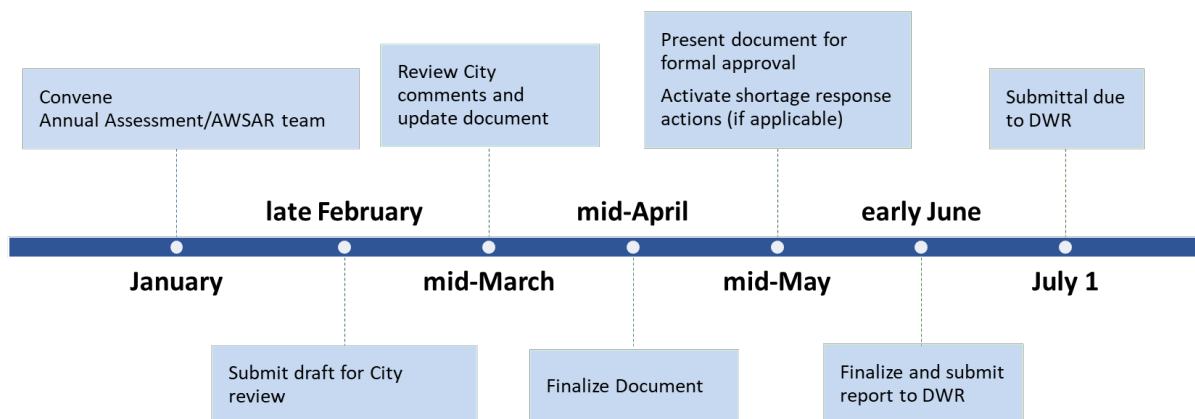 Convene
Annual Assessment/AWSAR team
Review City
comments and
update document
Present document for
formal approval
Activate shortage response
actions (if applicable)
Submittal due
to DWR
late February
mid-April
early June
January
mid-March
mid-May
July 1
Submit draft for City
review
Finalize Document
Finalize and submit
report to DWR